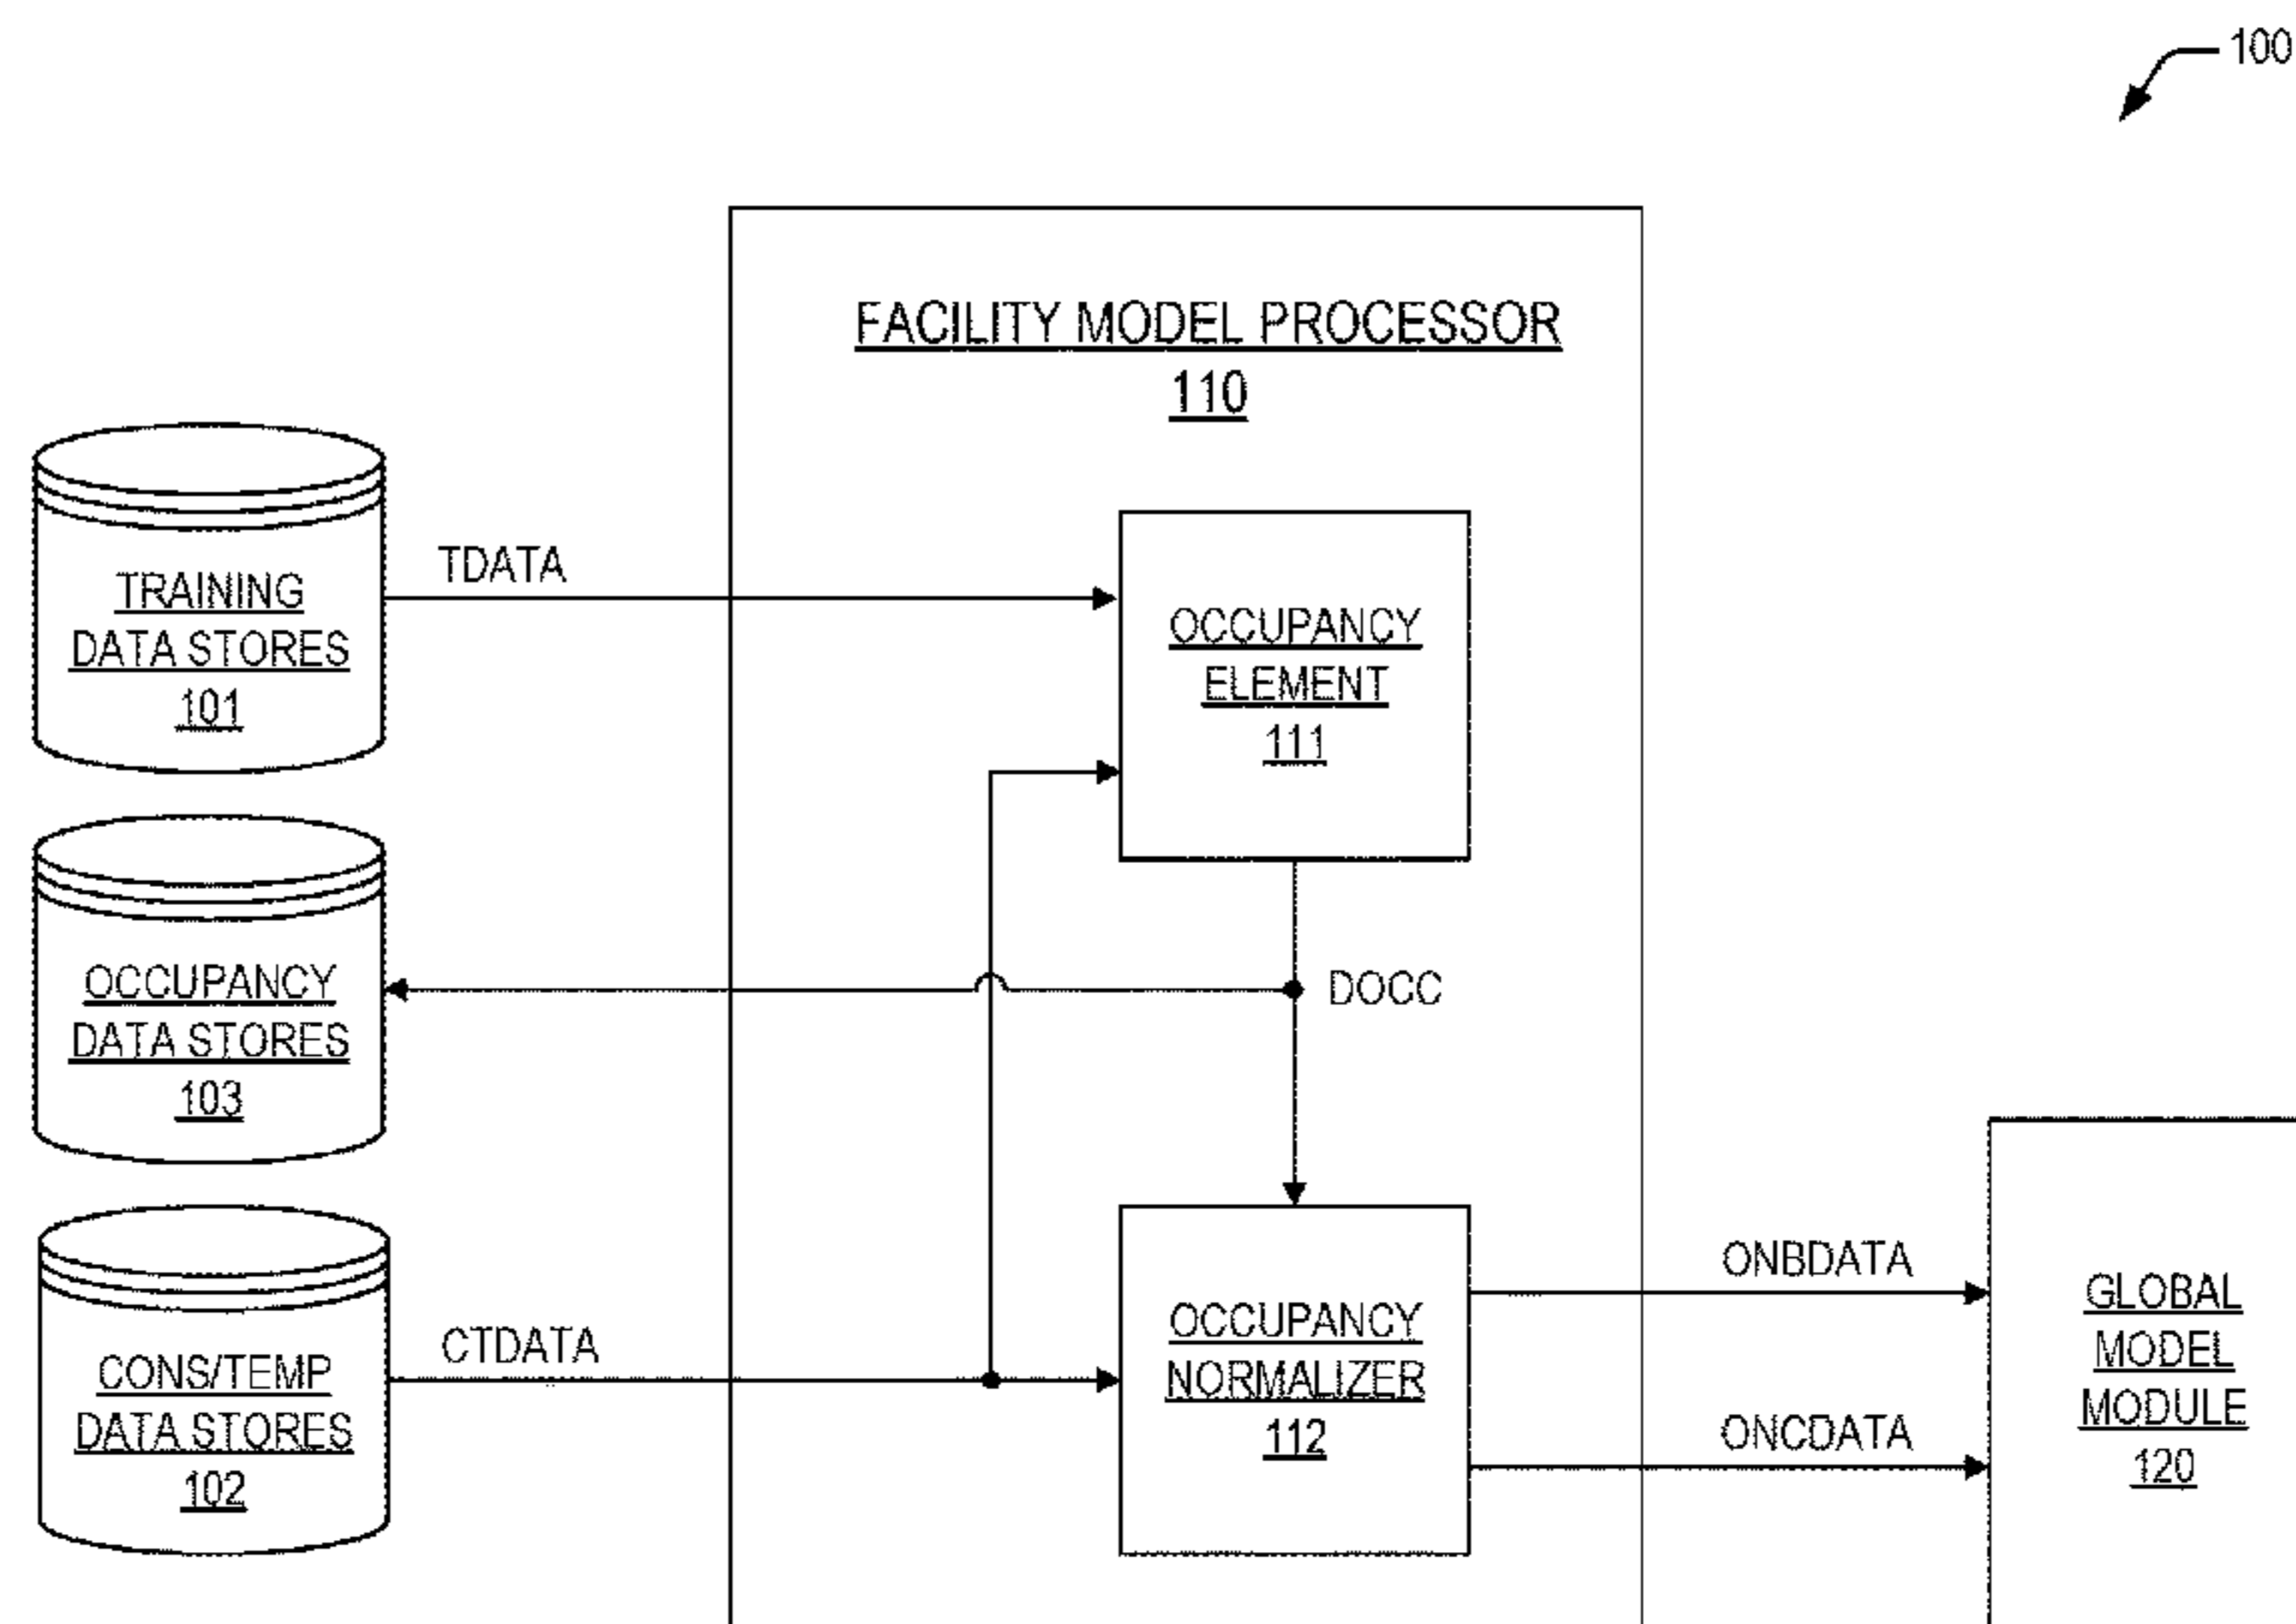 100
FACILITY MODEL PROCESSOR
110
TRAINING
DATA STORES
101
TDATA
OCCUPANCY
ELEMENT
111
OCCUPANCY
DATA STORES
103
DOCC
CONS/TEMP
DATA STORES
102
CTDATA
OCCUPANCY
NORMALIZER
112
ONBDATA
ONCDATA
GLOBAL
MODEL
MODULE
120